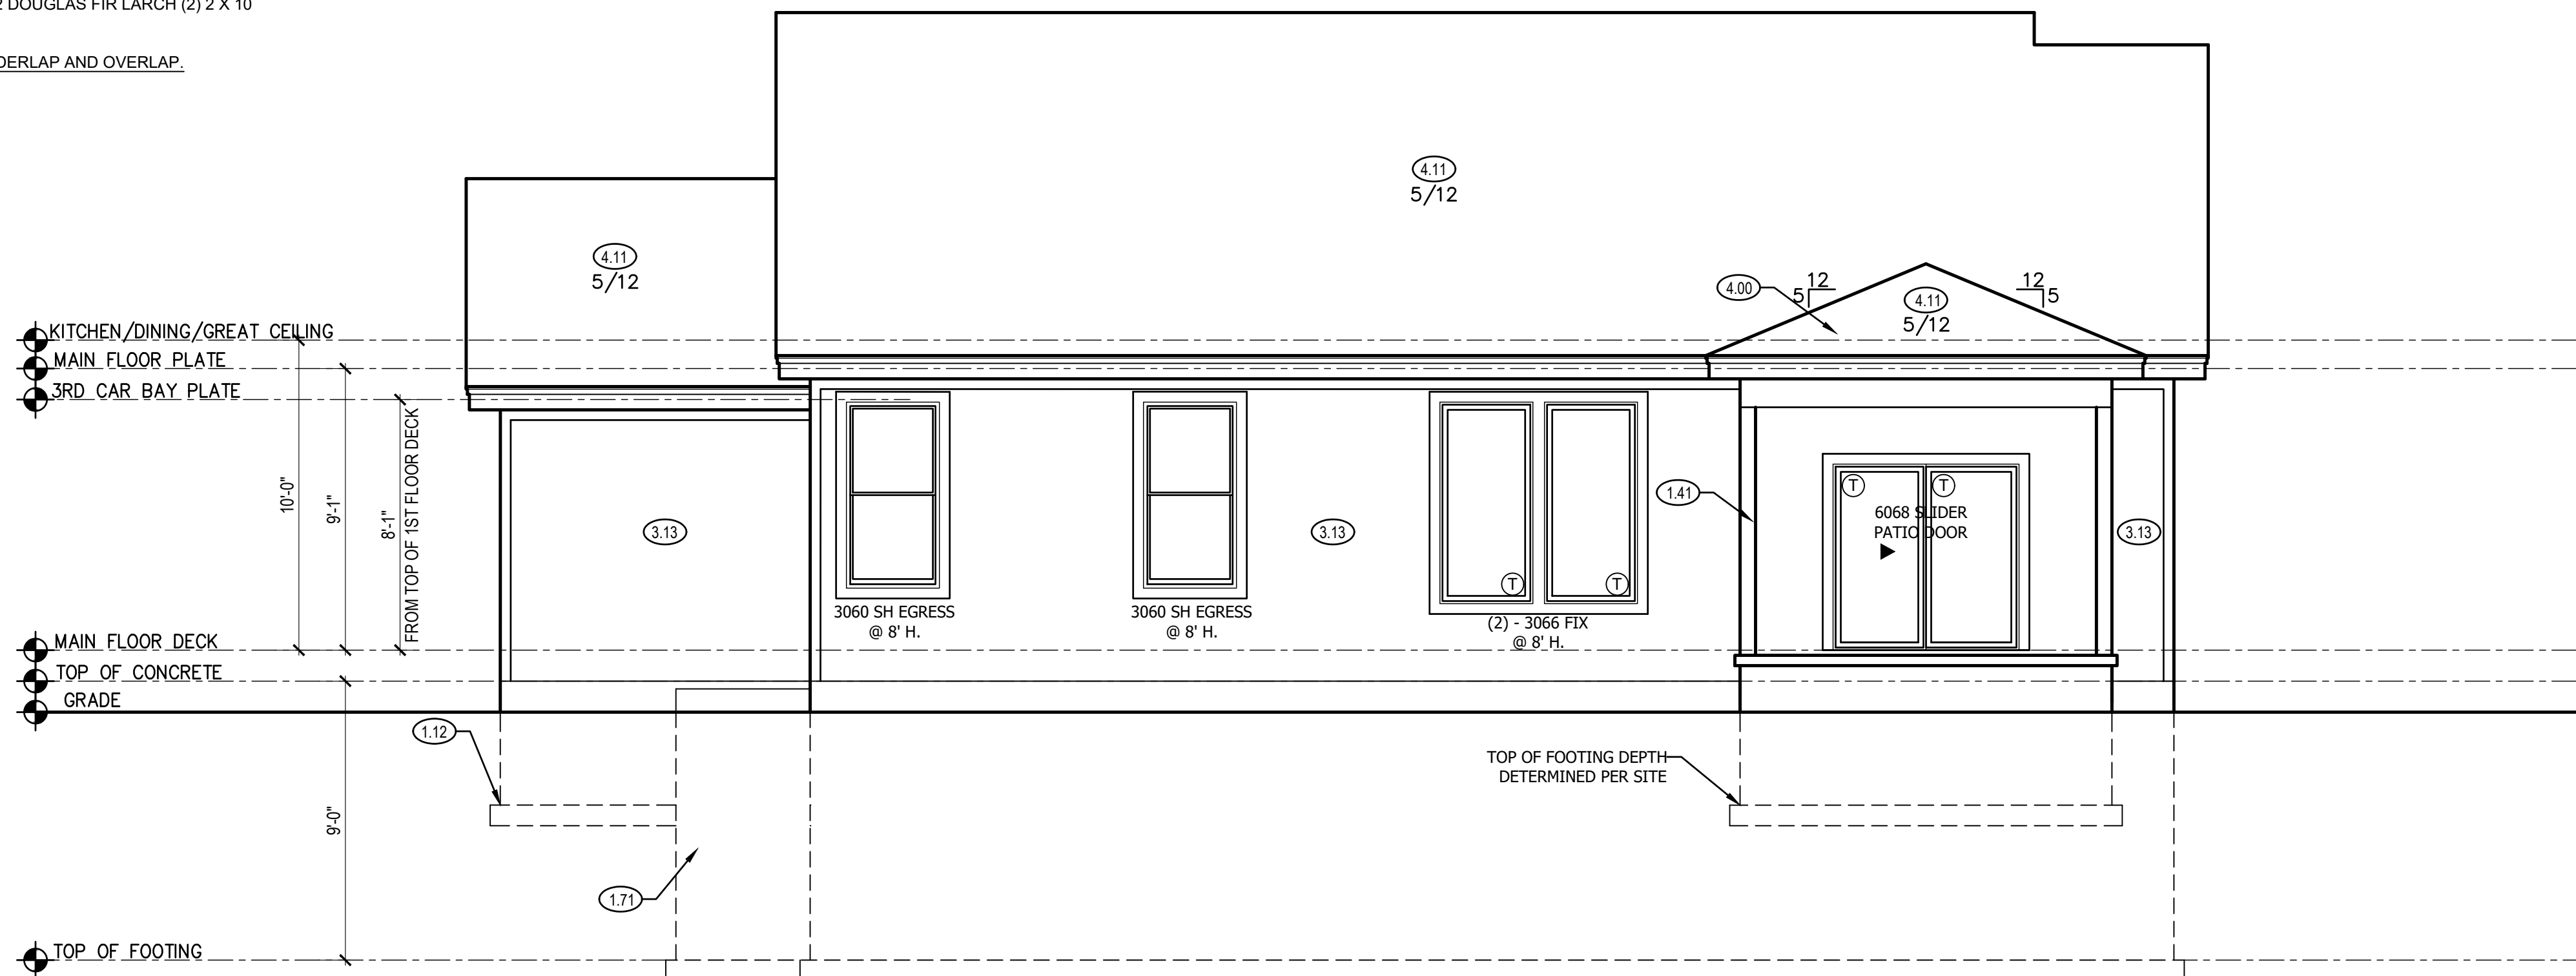 2 DOUGLAS FIR LARCH (2) 2 X 10
DERLAP AND OVERLAP.
4.11
5/12
4.11
5/12
4.00
12
5
12
5
4.11
5/12
KITCHEN/DINING/GREAT CEILING
MAIN FLOOR PLATE
3RD CAR BAY PLATE
10'-0"
9'-1"
8'-1"
FROM TOP OF 1ST FLOOR DECK
3.13
3.13
3.13
1.41
T
T
T
T
6068 SLIDER
PATIO DOOR
3060 SH EGRESS
@ 8' H.
3060 SH EGRESS
@ 8' H.
(2) - 3066 FIX
@ 8' H.
MAIN FLOOR DECK
TOP OF CONCRETE
GRADE
1.12
TOP OF FOOTING DEPTH
DETERMINED PER SITE
9'-0"
1.71
TOP OF FOOTING